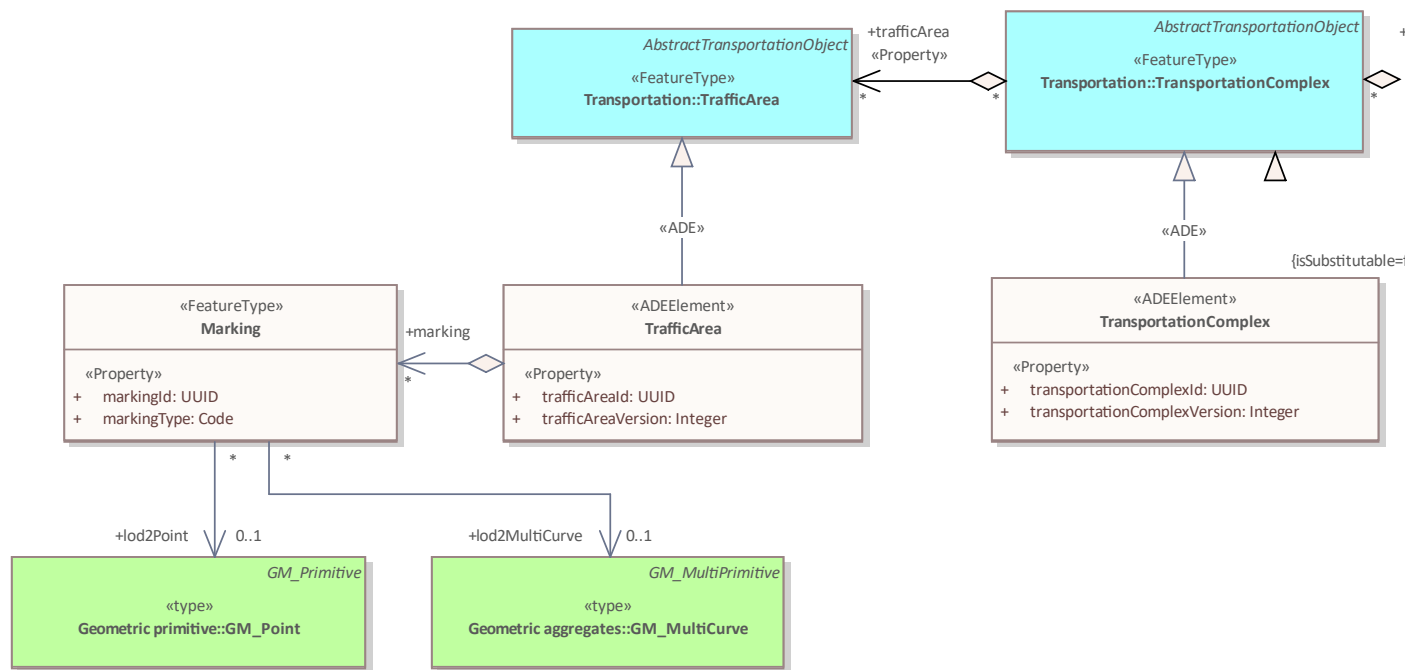 AbstractTransportationObject
«FeatureType»
Transportation::TrafficArea
+trafficArea
«Property»
*
*
AbstractTransportationObject
«FeatureType»
Transportation::TransportationComplex
+
*
«ADE»
«ADE»
{isSubstitutable=f
«FeatureType»
Marking
«Property»
+ markingId: UUID
+ markingType: Code
+marking
*
«ADEElement»
TrafficArea
«Property»
+ trafficAreaId: UUID
+ trafficAreaVersion: Integer
«ADEElement»
TransportationComplex
«Property»
+ transportationComplexId: UUID
+ transportationComplexVersion: Integer
*
*
+lod2Point
0..1
+lod2MultiCurve
0..1
GM_Primitive
«type»
Geometric primitive::GM_Point
GM_MultiPrimitive
«type»
Geometric aggregates::GM_MultiCurve